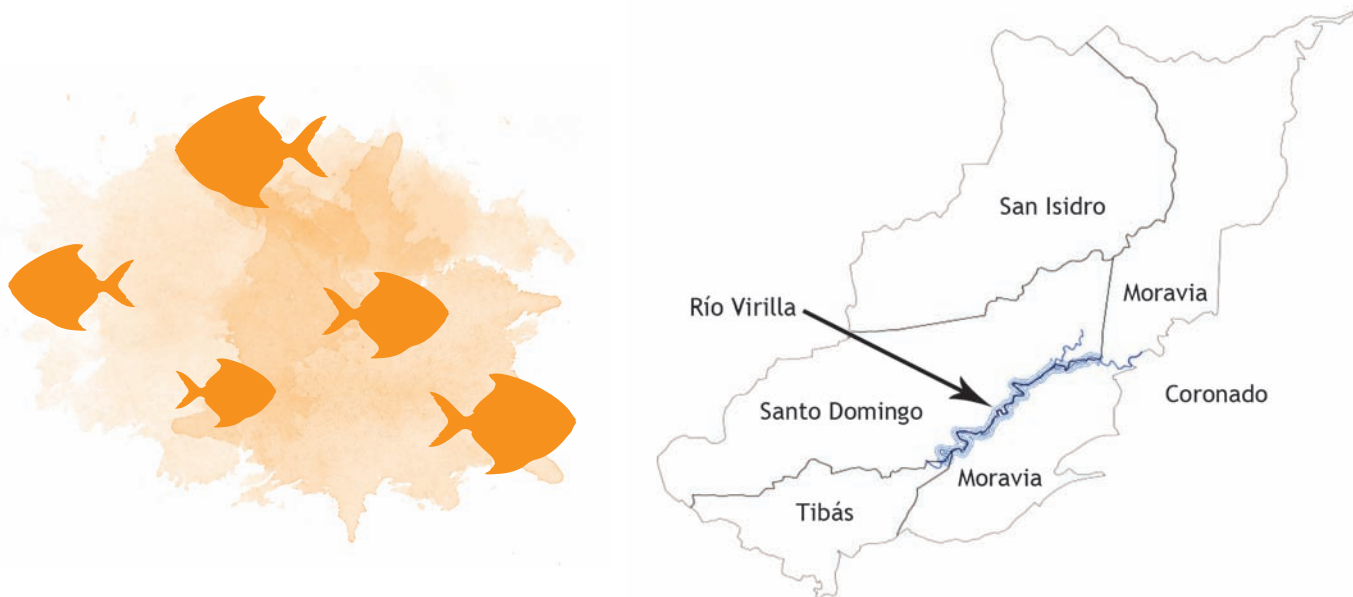 San Isidro
Moravia
Río Virilla
Coronado
Santo Domingo
Moravia
Tibás